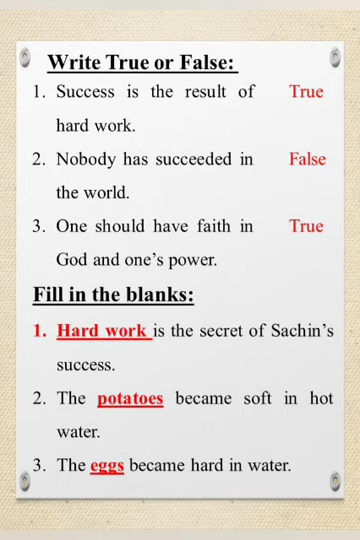 Write True or False:
1. Success is the result of True
hard work.
2. Nobody has succeeded in False
the world.
3. One should have faith in True
God and one's power.
Fill in the blanks:
1. Hard work is the secret of Sachin's
success.
2. The potatoes became soft in hot
water.
3. The eggs became hard in water.